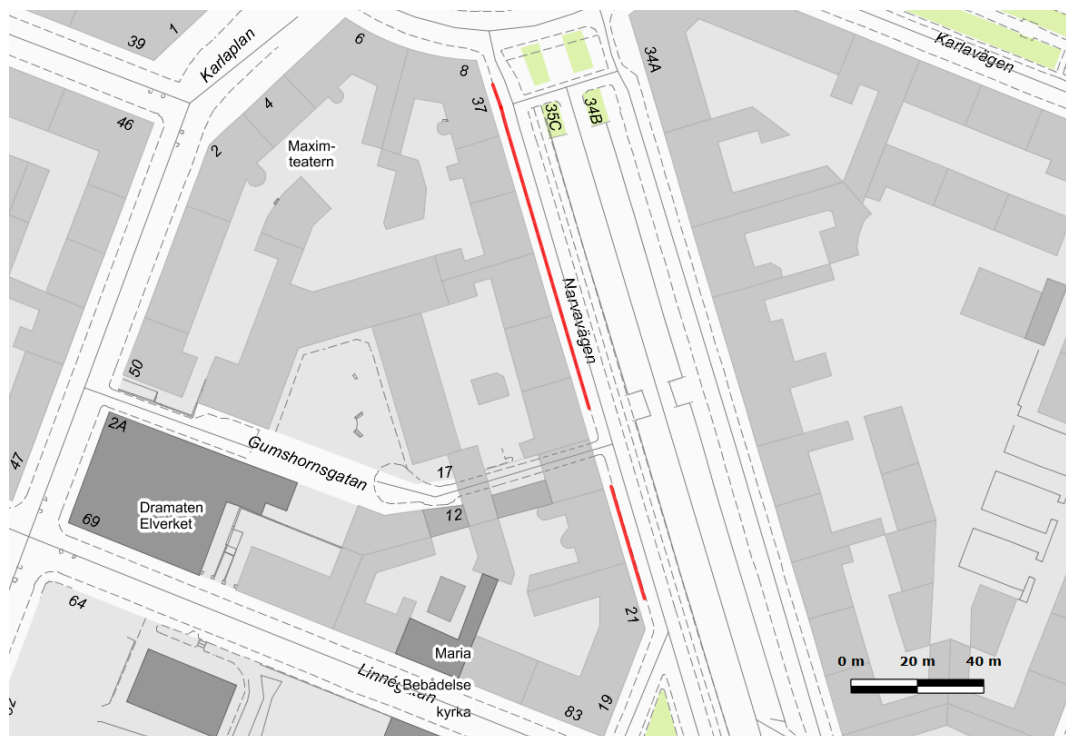 1
39
Karlaplan
6
8
37
34A
Karlavägen
46
4
2
Maxim-
teatern
35C
34B
Narvavägen
50
2A
Gumshornsgatan
17
47
Dramaten
Elverket
12
69
64
21
Maria
Linnégatan
Bebådelse
kyrka
19
83
0 m 20 m 40 m